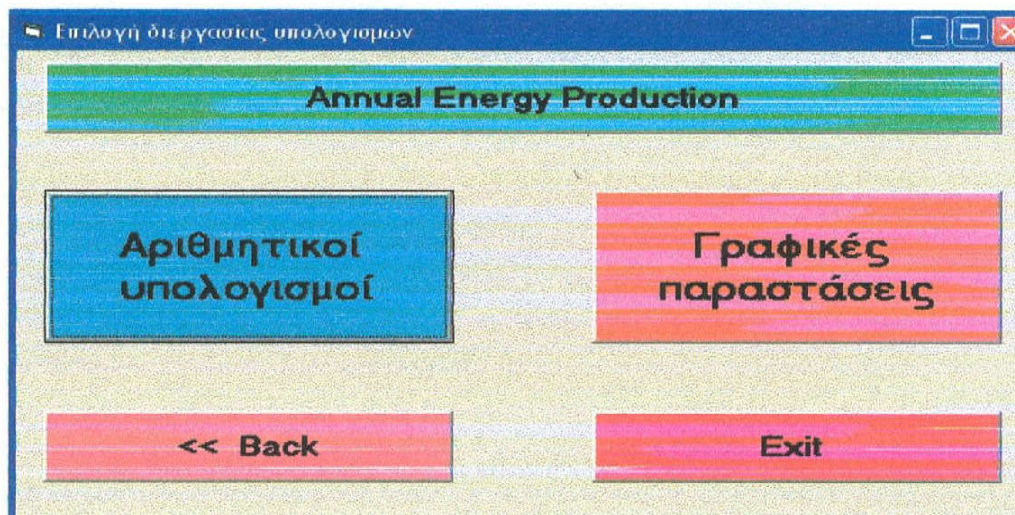 Επιλογή διεργασίας υπολογισμών
Annual Energy Production
Αριθμητικοί
υπολογισμοί
Γραφικές
παραστάσεις
<< Back
Exit